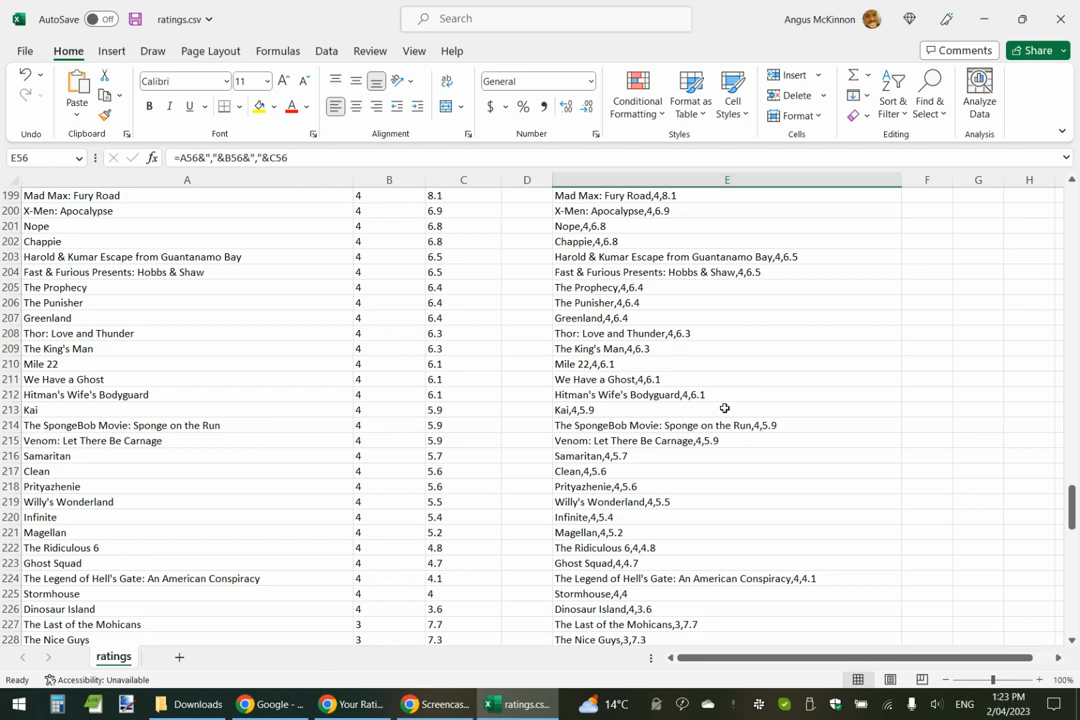 AutoSave Off ratings.csv Search Angus McKinnon
File Home Insert Draw Page Layout Formulas Data Review View Help Comments Share
Calibri 11 General Insert
Paste Conditional Format as Cell Delete Sort & Find & Analyze
B I U A $ % Formatting Table Styles Format Filter Select Data
Undo Clipboard Font Alignment Number Styles Cells Editing Analysis
E56 fx =A56&","&B56&","&C56
A B C D E F G H
199 Mad Max: Fury Road 4 8.1 Mad Max: Fury Road,4,8.1
200 X-Men: Apocalypse 4 6.9 X-Men: Apocalypse,4,6.9
201 Nope 4 6.8 Nope,4,6.8
202 Chappie 4 6.8 Chappie,4,6.8
203 Harold & Kumar Escape from Guantanamo Bay 4 6.5 Harold & Kumar Escape from Guantanamo Bay,4,6.5
204 Fast & Furious Presents: Hobbs & Shaw 4 6.5 Fast & Furious Presents: Hobbs & Shaw,4,6.5
205 The Prophecy 4 6.4 The Prophecy,4,6.4
206 The Punisher 4 6.4 The Punisher,4,6.4
207 Greenland 4 6.4 Greenland,4,6.4
208 Thor: Love and Thunder 4 6.3 Thor: Love and Thunder,4,6.3
209 The King's Man 4 6.3 The King's Man,4,6.3
210 Mile 22 4 6.1 Mile 22,4,6.1
211 We Have a Ghost 4 6.1 We Have a Ghost,4,6.1
212 Hitman's Wife's Bodyguard 4 6.1 Hitman's Wife's Bodyguard,4,6.1
213 Kai 4 5.9 Kai,4,5.9
214 The SpongeBob Movie: Sponge on the Run 4 5.9 The SpongeBob Movie: Sponge on the Run,4,5.9
215 Venom: Let There Be Carnage 4 5.9 Venom: Let There Be Carnage,4,5.9
216 Samaritan 4 5.7 Samaritan,4,5.7
217 Clean 4 5.6 Clean,4,5.6
218 Prityazhenie 4 5.6 Prityazhenie,4,5.6
219 Willy's Wonderland 4 5.5 Willy's Wonderland,4,5.5
220 Infinite 4 5.4 Infinite,4,5.4
221 Magellan 4 5.2 Magellan,4,5.2
222 The Ridiculous 6 4 4.8 The Ridiculous 6,4,4.8
223 Ghost Squad 4 4.7 Ghost Squad,4,4.7
224 The Legend of Hell's Gate: An American Conspiracy 4 4.1 The Legend of Hell's Gate: An American Conspiracy,4,4.1
225 Stormhouse 4 4 Stormhouse,4,4
226 Dinosaur Island 4 3.6 Dinosaur Island,4,3.6
227 The Last of the Mohicans 3 7.7 The Last of the Mohicans,3,7.7
228 The Nice Guys 3 7.3 The Nice Guys,3,7.3
ratings
Ready Accessibility: Unavailable 100%
Downloads Google - ... Your Rati... Screencas... ratings.cs... 14°C ENG 1:23 PM
2/04/2023